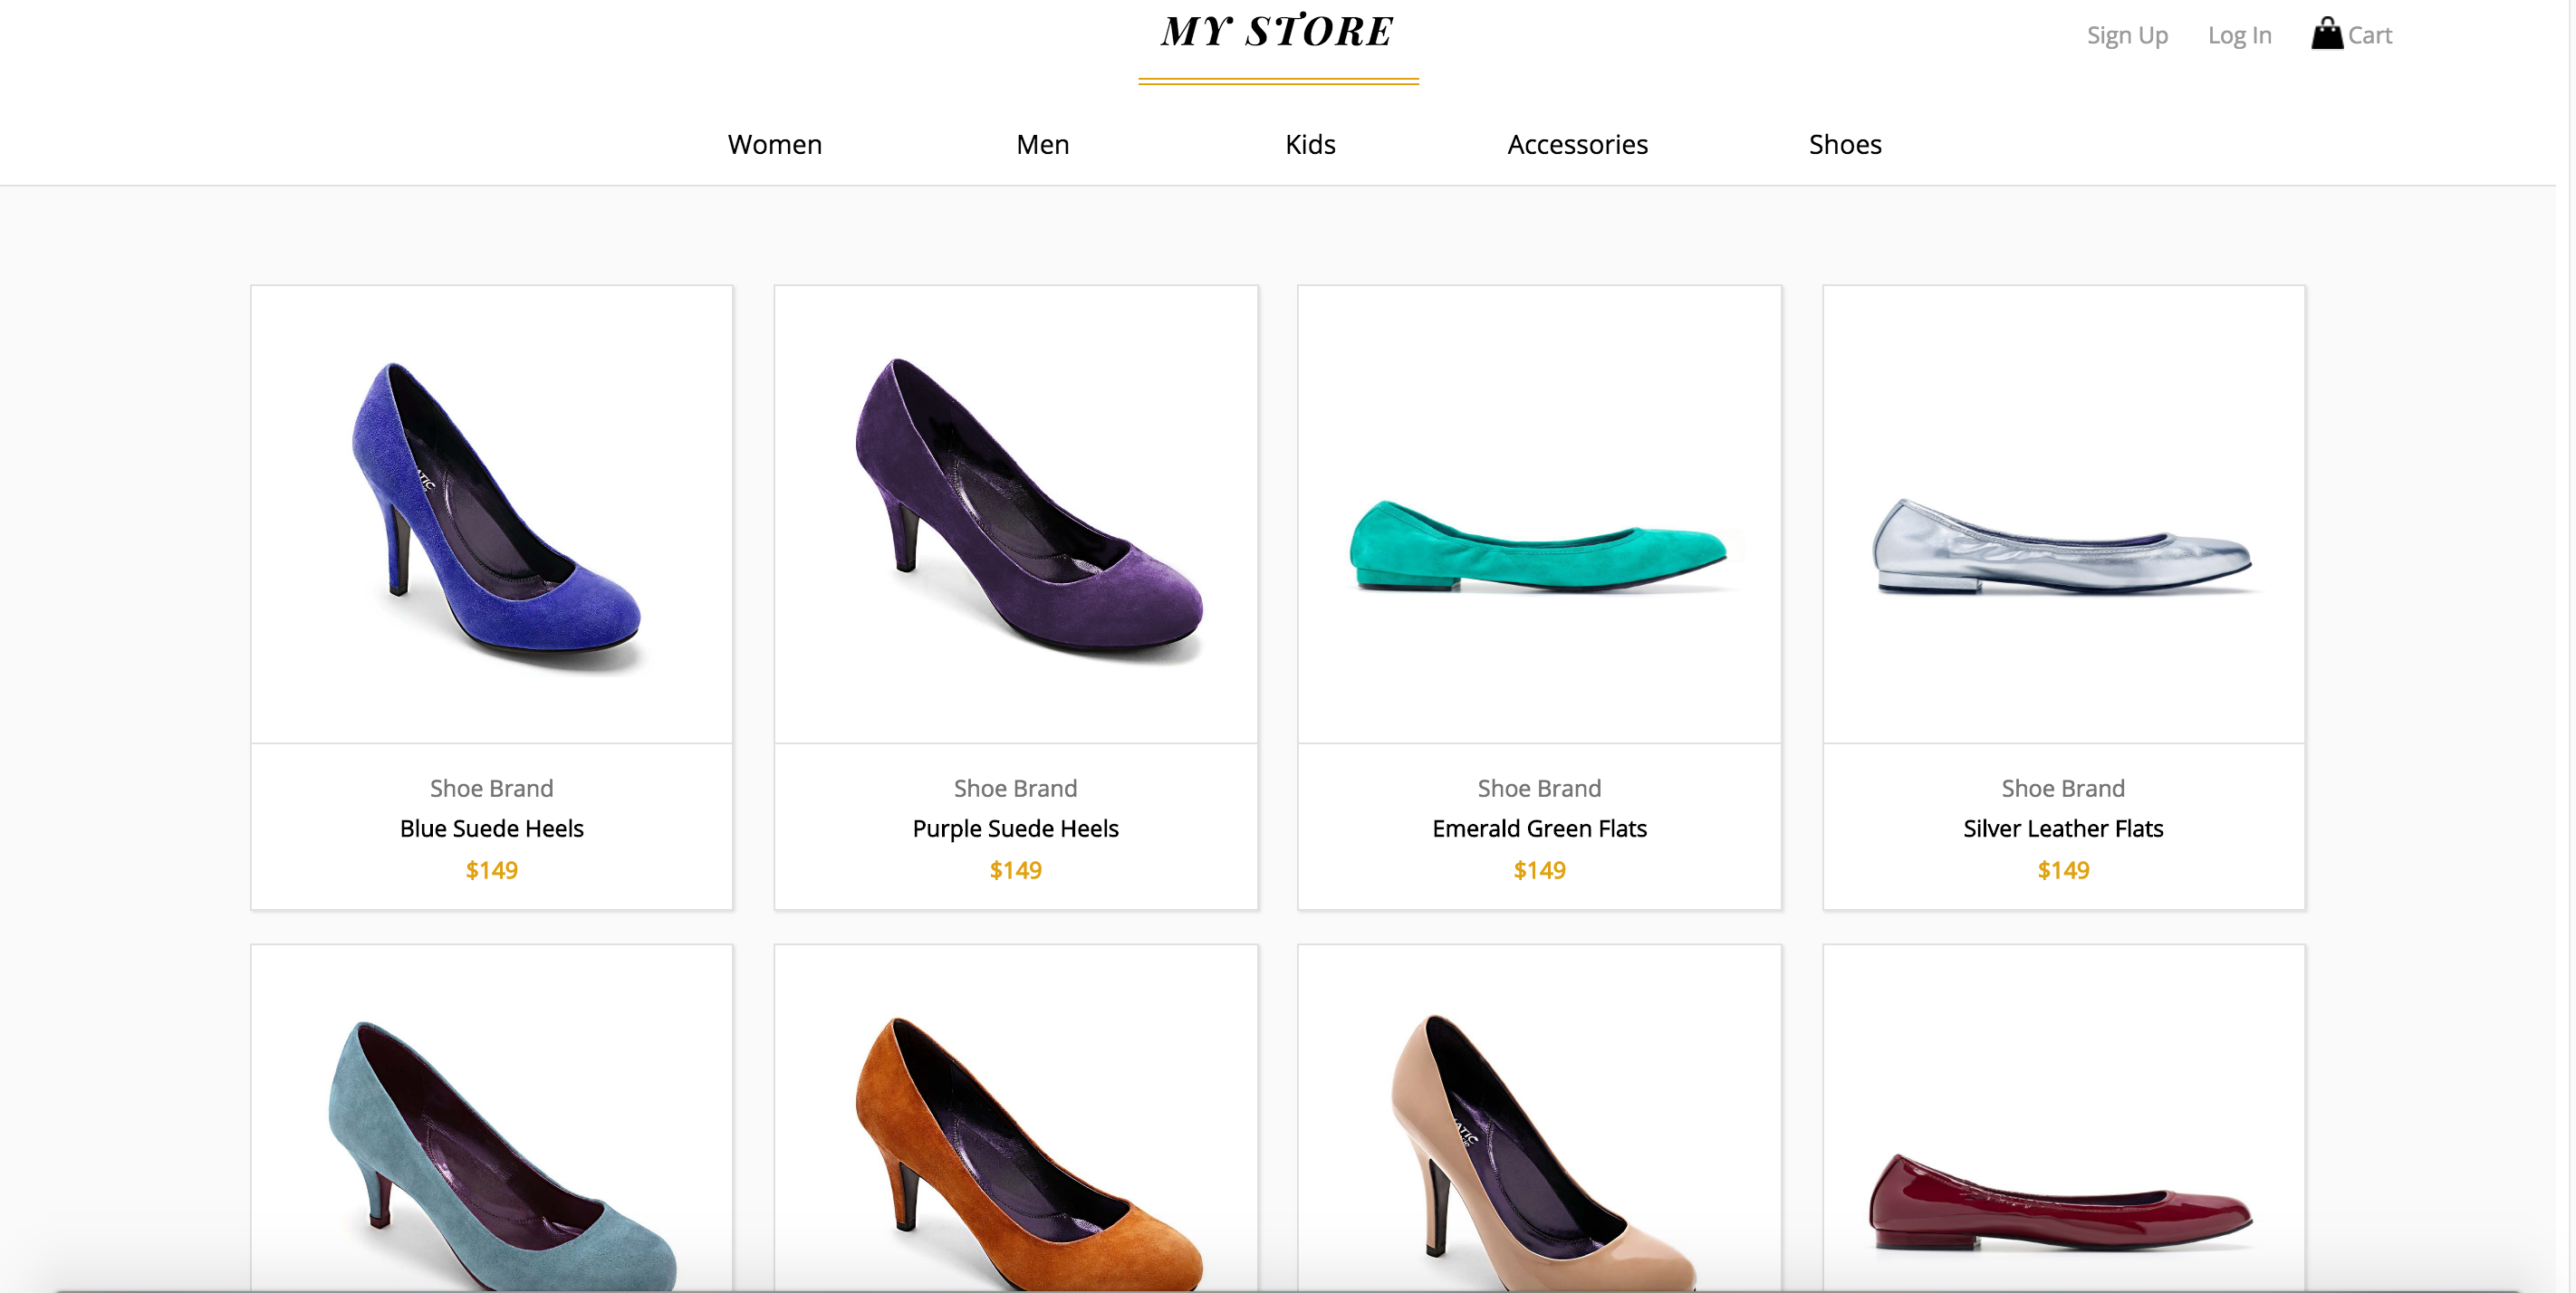 MY STORE
Sign Up Log In Cart
Women Men Kids Accessories Shoes
Shoe Brand
Blue Suede Heels
$149
Shoe Brand
Purple Suede Heels
$149
Shoe Brand
Emerald Green Flats
$149
Shoe Brand
Silver Leather Flats
$149